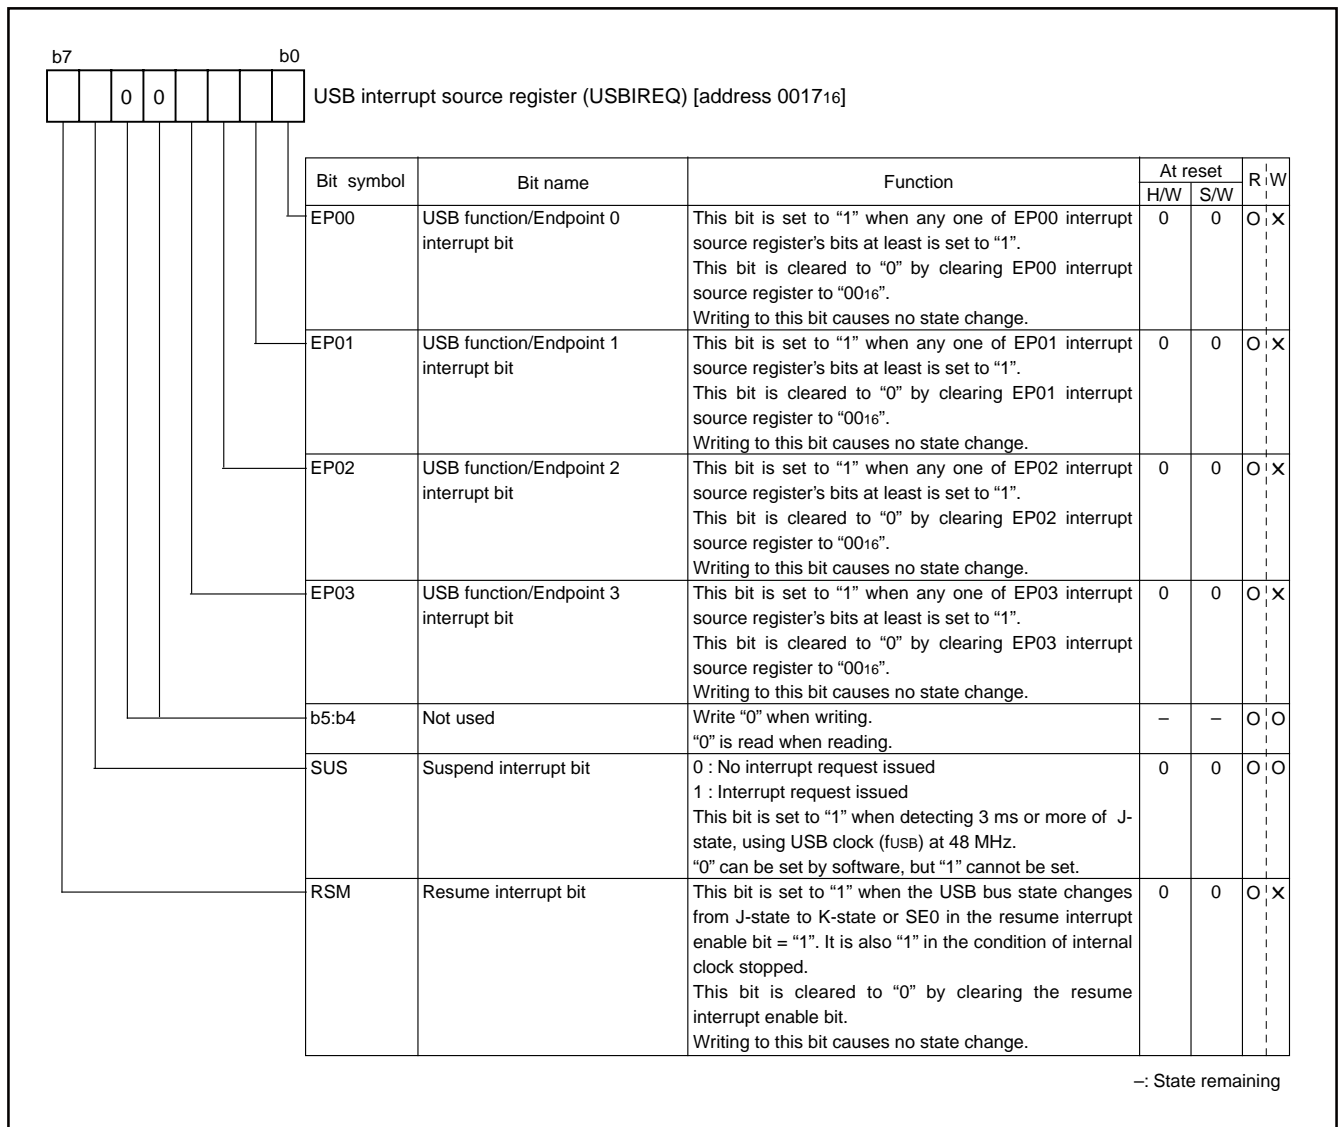 b7 b0
0 0 USB interrupt source register (USBIREQ) [address 001716]
Bit symbol Bit name Function At reset R W
H/W S/W
EP00 USB function/Endpoint 0 This bit is set to “1” when any one of EP00 interrupt 0 0 O ×
interrupt bit source register’s bits at least is set to “1”.
This bit is cleared to “0” by clearing EP00 interrupt
source register to “0016”.
Writing to this bit causes no state change.
EP01 USB function/Endpoint 1 This bit is set to “1” when any one of EP01 interrupt 0 0 O ×
interrupt bit source register’s bits at least is set to “1”.
This bit is cleared to “0” by clearing EP01 interrupt
source register to “0016”.
Writing to this bit causes no state change.
EP02 USB function/Endpoint 2 This bit is set to “1” when any one of EP02 interrupt 0 0 O ×
interrupt bit source register’s bits at least is set to “1”.
This bit is cleared to “0” by clearing EP02 interrupt
source register to “0016”.
Writing to this bit causes no state change.
EP03 USB function/Endpoint 3 This bit is set to “1” when any one of EP03 interrupt 0 0 O ×
interrupt bit source register’s bits at least is set to “1”.
This bit is cleared to “0” by clearing EP03 interrupt
source register to “0016”.
Writing to this bit causes no state change.
b5:b4 Not used Write “0” when writing. – – O O
“0” is read when reading.
SUS Suspend interrupt bit 0 : No interrupt request issued 0 0 O O
1 : Interrupt request issued
This bit is set to “1” when detecting 3 ms or more of J-
state, using USB clock (fUSB) at 48 MHz.
“0” can be set by software, but “1” cannot be set.
RSM Resume interrupt bit This bit is set to “1” when the USB bus state changes 0 0 O ×
from J-state to K-state or SE0 in the resume interrupt
enable bit = “1”. It is also “1” in the condition of internal
clock stopped.
This bit is cleared to “0” by clearing the resume
interrupt enable bit.
Writing to this bit causes no state change.
–: State remaining